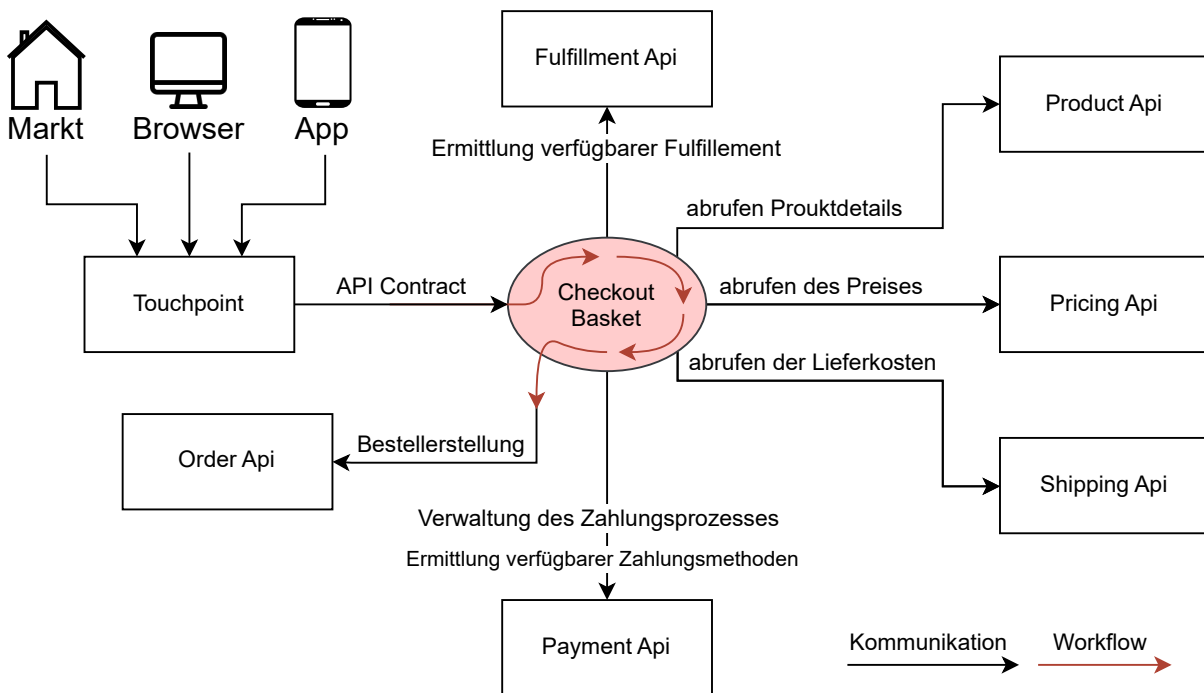 Fulfillment Api
Product Api
Markt
Browser
App
Ermittlung verfügbarer Fulfillement
abrufen Prouktdetails
Touchpoint
API Contract
Checkout
Basket
abrufen des Preises
Pricing Api
abrufen der Lieferkosten
Order Api
Bestellerstellung
Shipping Api
Verwaltung des Zahlungsprozesses
Ermittlung verfügbarer Zahlungsmethoden
Payment Api
Kommunikation
Workflow